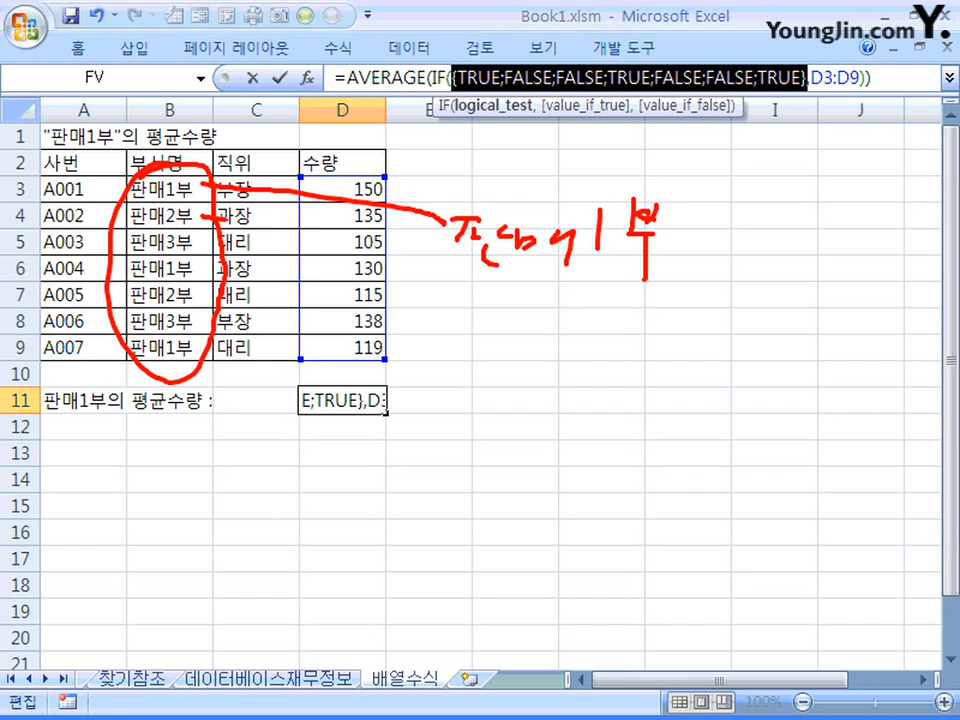 Book1.xlsm - Microsoft Excel
YoungJin.com Y.
홈 삽입 페이지 레이아웃 수식 데이터 검토 보기 개발 도구
FV =AVERAGE(IF({TRUE;FALSE;FALSE;TRUE;FALSE;FALSE;TRUE},D3:D9))
IF(logical_test, [value_if_true], [value_if_false])
A B C D E I J
1 "판매1부"의 평균수량
2 사번 부서명 직위 수량
3 A001 판매1부 부장 150
4 A002 판매2부 과장 135
판매1부
5 A003 판매3부 대리 105
6 A004 판매1부 과장 130
7 A005 판매2부 대리 115
8 A006 판매3부 부장 138
9 A007 판매1부 대리 119
10
11 판매1부의 평균수량 : E;TRUE},D3
12
13
14
15
16
17
18
19
20
21
찾기참조 데이터베이스재무정보 배열수식
편집 100%